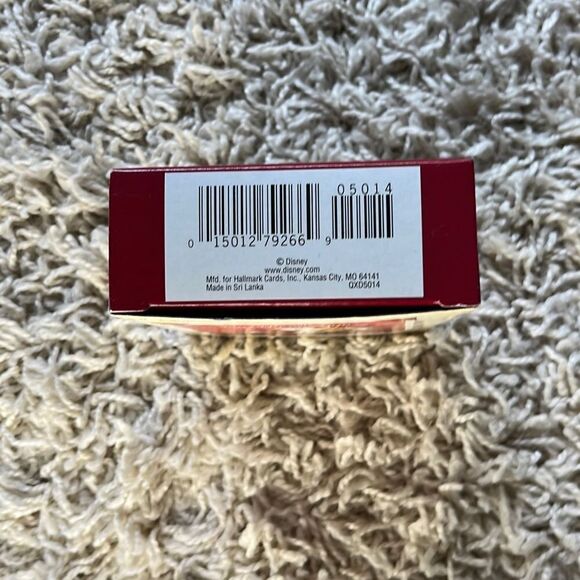 05014
0 15012 79266 9
© Disney
www.disney.com
Mfd. for Hallmark Cards, Inc., Kansas City, MO 64141
Made in Sri Lanka QXD5014